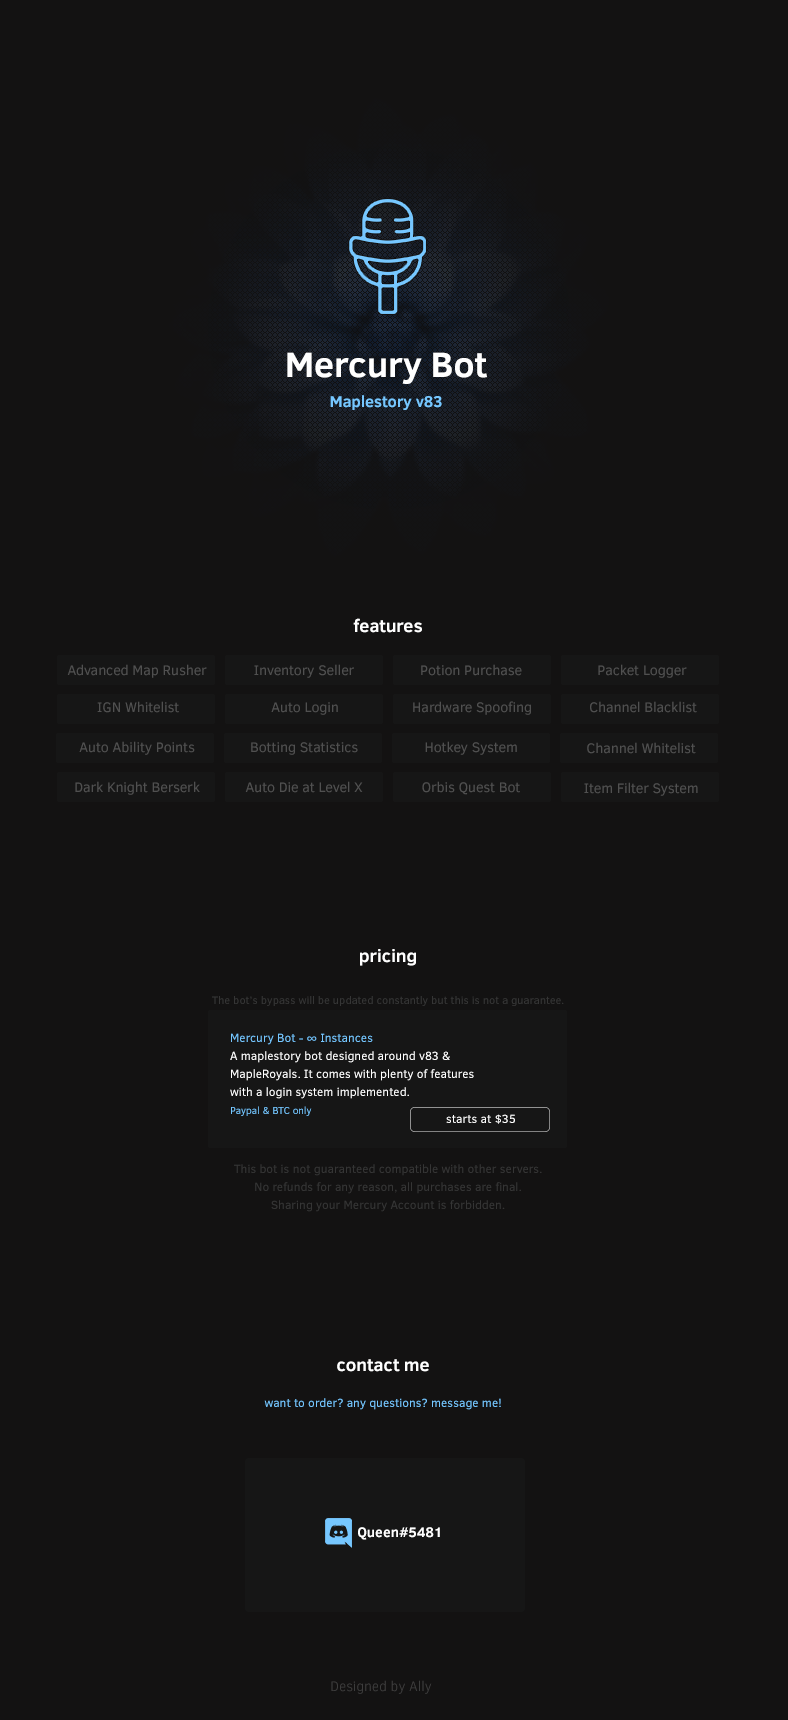 Mercury Bot
Maplestory v83
features
Advanced Map Rusher
Inventory Seller
Potion Purchase
Packet Logger
IGN Whitelist
Auto Login
Hardware Spoofing
Channel Blacklist
Auto Ability Points
Botting Statistics
Hotkey System
Channel Whitelist
Dark Knight Berserk
Auto Die at Level X
Orbis Quest Bot
Item Filter System
pricing
The bot's bypass will be updated constantly but this is not a guarantee.
Mercury Bot - ∞ Instances
A maplestory bot designed around v83 &
MapleRoyals. It comes with plenty of features
with a login system implemented.
Paypal & BTC only
starts at $35
This bot is not guaranteed compatible with other servers.
No refunds for any reason, all purchases are final.
Sharing your Mercury Account is forbidden.
contact me
want to order? any questions? message me!
Queen#5481
Designed by Ally